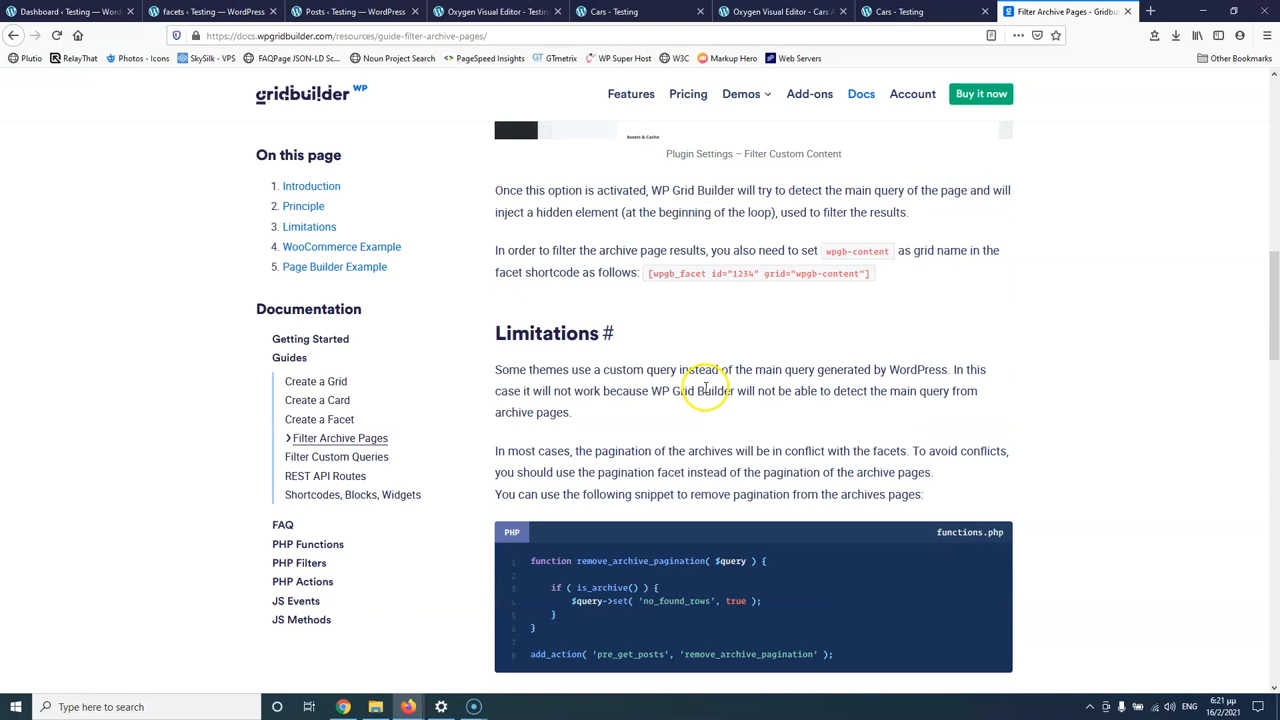 Dashboard ‹ Testing — Word
facets ‹ Testing — WordPress
Posts ‹ Testing — WordPress
Oxygen Visual Editor - Testin
Cars - Testing
Oxygen Visual Editor - Cars A
Cars - Testing
Filter Archive Pages - Gridbu
https://docs.wpgridbuilder.com/resources/guide-filter-archive-pages/
Plutio
RelayThat
Photos - Icons
SkySilk - VPS
FAQPage JSON-LD Sc...
Noun Project Search
PageSpeed Insights
GTmetrix
WP Super Host
W3C
Markup Hero
Web Servers
Other Bookmarks
gridbuilder WP
Features
Pricing
Demos
Add-ons
Docs
Account
Buy it now
On this page
1. Introduction
2. Principle
3. Limitations
4. WooCommerce Example
5. Page Builder Example
Documentation
Getting Started
Guides
Create a Grid
Create a Card
Create a Facet
Filter Archive Pages
Filter Custom Queries
REST API Routes
Shortcodes, Blocks, Widgets
FAQ
PHP Functions
PHP Filters
PHP Actions
JS Events
JS Methods
Assets & Cache
Plugin Settings – Filter Custom Content
Once this option is activated, WP Grid Builder will try to detect the main query of the page and will
inject a hidden element (at the beginning of the loop), used to filter the results.
In order to filter the archive page results, you also need to set wpgb-content as grid name in the
facet shortcode as follows: [wpgb_facet id="1234" grid="wpgb-content"]
Limitations #
Some themes use a custom query instead of the main query generated by WordPress. In this
case it will not work because WP Grid Builder will not be able to detect the main query from
archive pages.
In most cases, the pagination of the archives will be in conflict with the facets. To avoid conflicts,
you should use the pagination facet instead of the pagination of the archive pages.
You can use the following snippet to remove pagination from the archives pages:
PHP
functions.php
1 function remove_archive_pagination( $query ) {
2
3 if ( is_archive() ) {
4 $query->set( 'no_found_rows', true );
5 }
6 }
7
8 add_action( 'pre_get_posts', 'remove_archive_pagination' );
Type here to search
6:21 μμ
16/2/2021